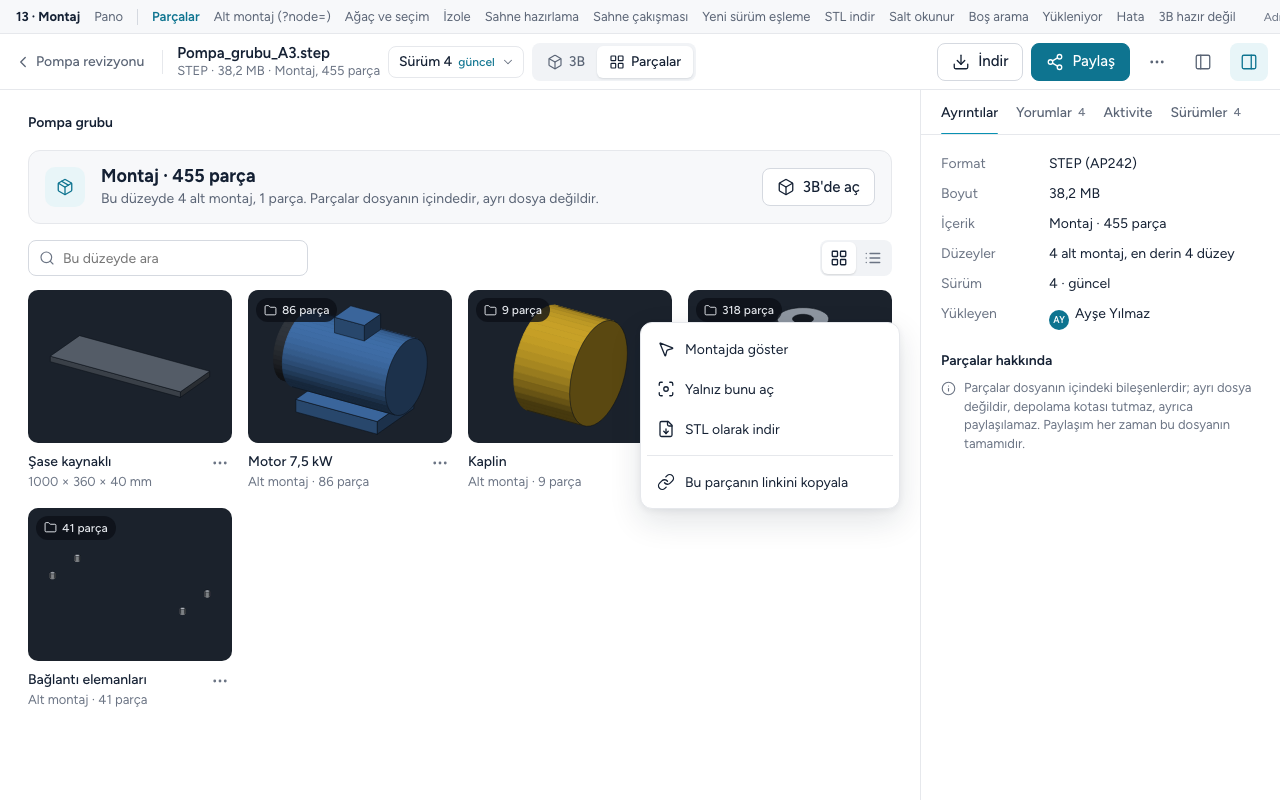 13 · Montaj Pano Parçalar Alt montaj (?node=) Ağaç ve seçim İzole Sahne hazırlama Sahne çakışması Yeni sürüm eşleme STL indir Salt okunur Boş arama Yükleniyor Hata 3B hazır değil
Pompa revizyonu
Pompa_grubu_A3.step
STEP · 38,2 MB · Montaj, 455 parça
Sürüm 4 güncel
3B Parçalar
İndir Paylaş
Pompa grubu
Montaj · 455 parça
Bu düzeyde 4 alt montaj, 1 parça. Parçalar dosyanın içindedir, ayrı dosya değildir.
3B'de aç
Bu düzeyde ara
Şase kaynaklı
1000 × 360 × 40 mm
86 parça
Motor 7,5 kW
Alt montaj · 86 parça
9 parça
Kaplin
Alt montaj · 9 parça
318 parça
Montajda göster
Yalnız bunu aç
STL olarak indir
Bu parçanın linkini kopyala
41 parça
Bağlantı elemanları
Alt montaj · 41 parça
Ayrıntılar Yorumlar 4 Aktivite Sürümler 4
Format STEP (AP242)
Boyut 38,2 MB
İçerik Montaj · 455 parça
Düzeyler 4 alt montaj, en derin 4 düzey
Sürüm 4 · güncel
Yükleyen AY Ayşe Yılmaz
Parçalar hakkında
Parçalar dosyanın içindeki bileşenlerdir; ayrı dosya
değildir, depolama kotası tutmaz, ayrıca
paylaşılamaz. Paylaşım her zaman bu dosyanın
tamamıdır.